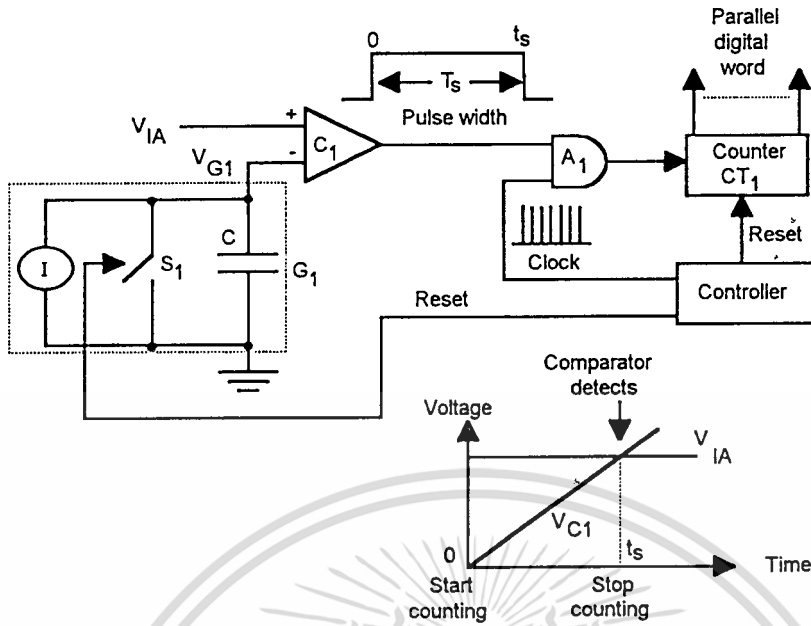 0
tS
TS
Pulse width
Parallel
digital
word
VIA
+
C1
VG1
-
A1
Counter
CT1
Clock
Reset
Controller
I
S1
C
G1
Reset
Comparator
detects
Voltage
VIA
VC1
0
tS
Time
Start
counting
Stop
counting